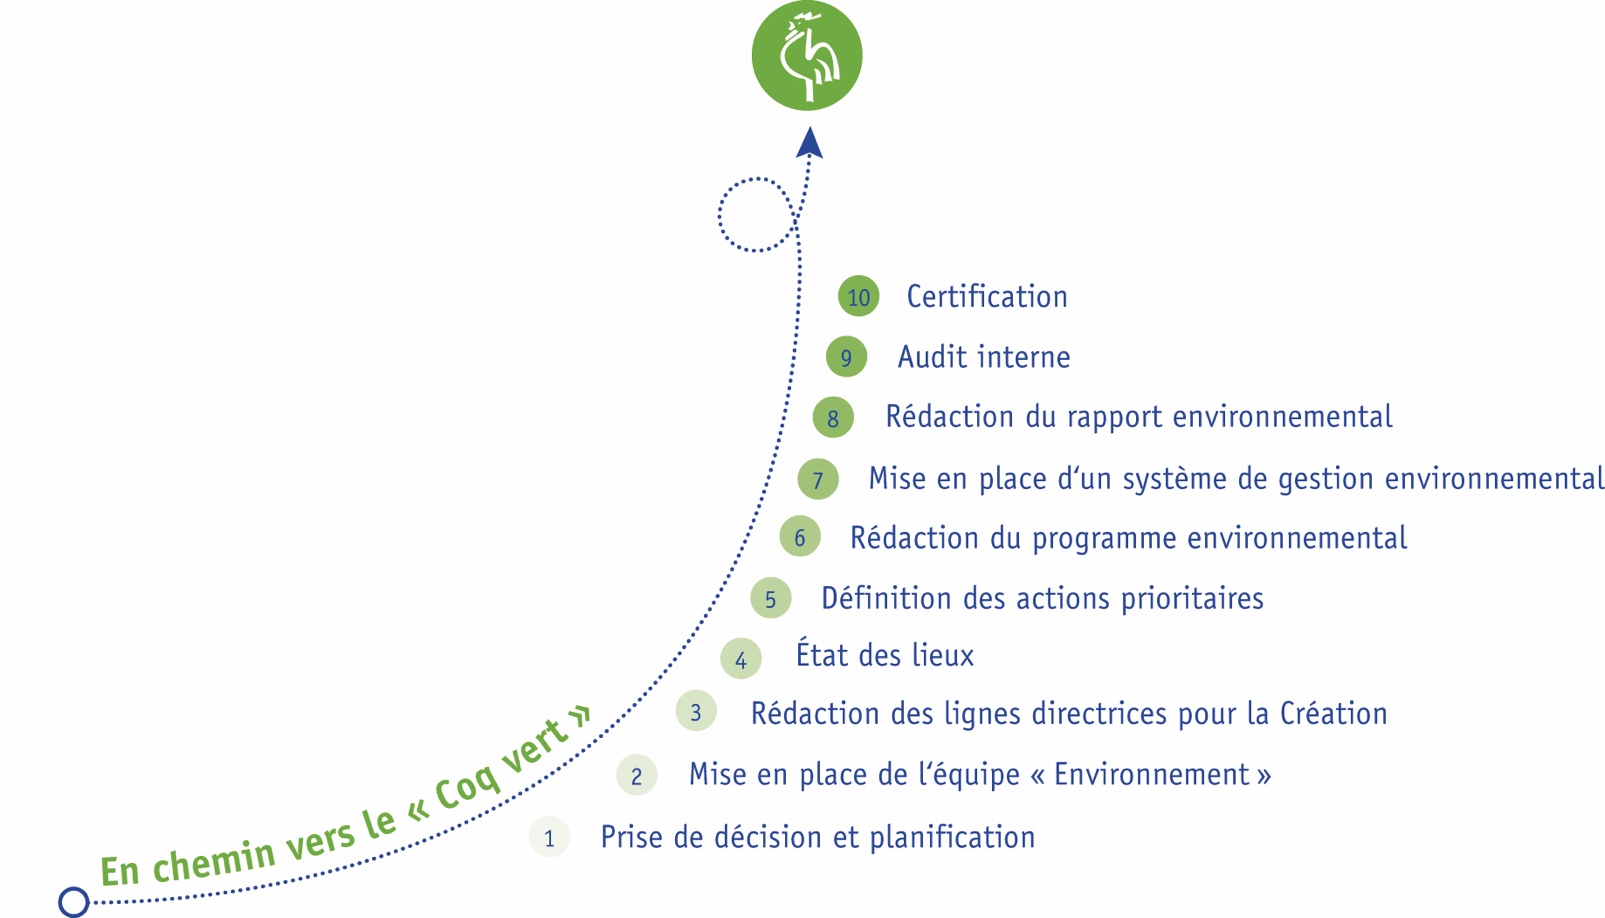 10 Certification
9 Audit interne
8 Rédaction du rapport environnemental
7 Mise en place d‘un système de gestion environnemental
6 Rédaction du programme environnemental
5 Définition des actions prioritaires
4 État des lieux
3 Rédaction des lignes directrices pour la Création
2 Mise en place de l‘équipe « Environnement »
1 Prise de décision et planification
En chemin vers le « Coq vert »